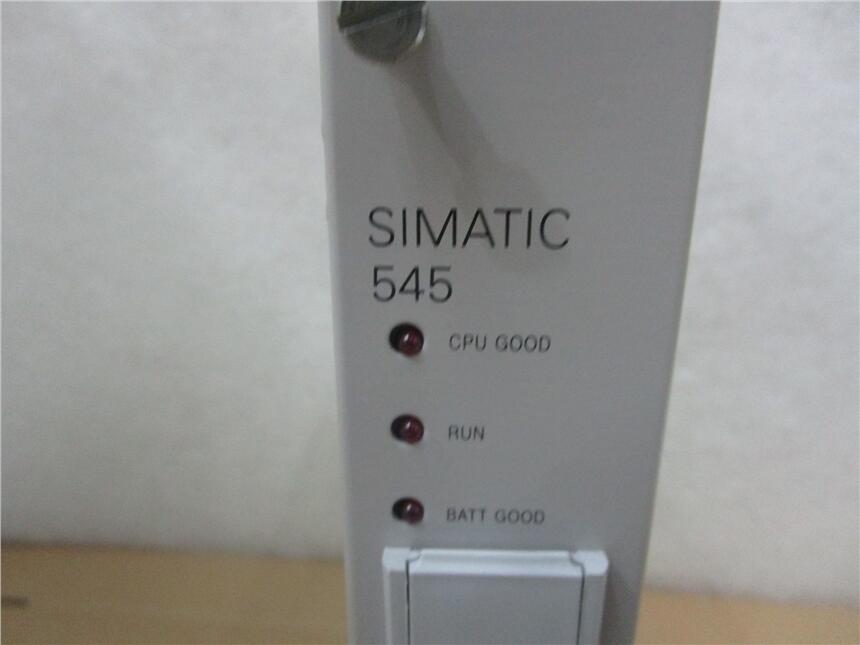 SIMATIC
545
CPU GOOD
RUN
BATT GOOD